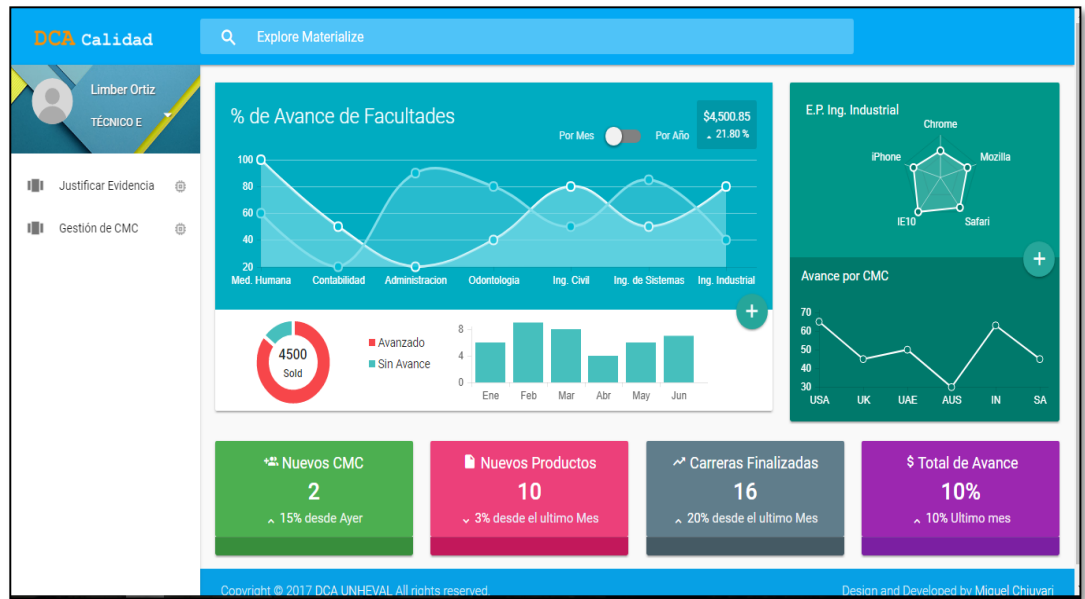 DCA Calidad
Explore Materialize
Limber Ortiz
TÉCNICO E
Justificar Evidencia
Gestión de CMC
% de Avance de Facultades
Por Mes
Por Año
$4,500.85
21.80 %
100
80
60
40
20
Med. Humana
Contabilidad
Administracion
Odontologia
Ing. Civil
Ing. de Sistemas
Ing. Industrial
4500
Sold
Avanzado
Sin Avance
8
4
0
Ene
Feb
Mar
Abr
May
Jun
E.P. Ing. Industrial
Chrome
iPhone
Mozilla
IE10
Safari
Avance por CMC
70
60
50
40
30
USA
UK
UAE
AUS
IN
SA
Nuevos CMC
2
15% desde Ayer
Nuevos Productos
10
3% desde el ultimo Mes
Carreras Finalizadas
16
20% desde el ultimo Mes
$ Total de Avance
10%
10% Ultimo mes
Copyright © 2017 DCA UNHEVAL All rights reserved.
Design and Developed by Miguel Chiuvari